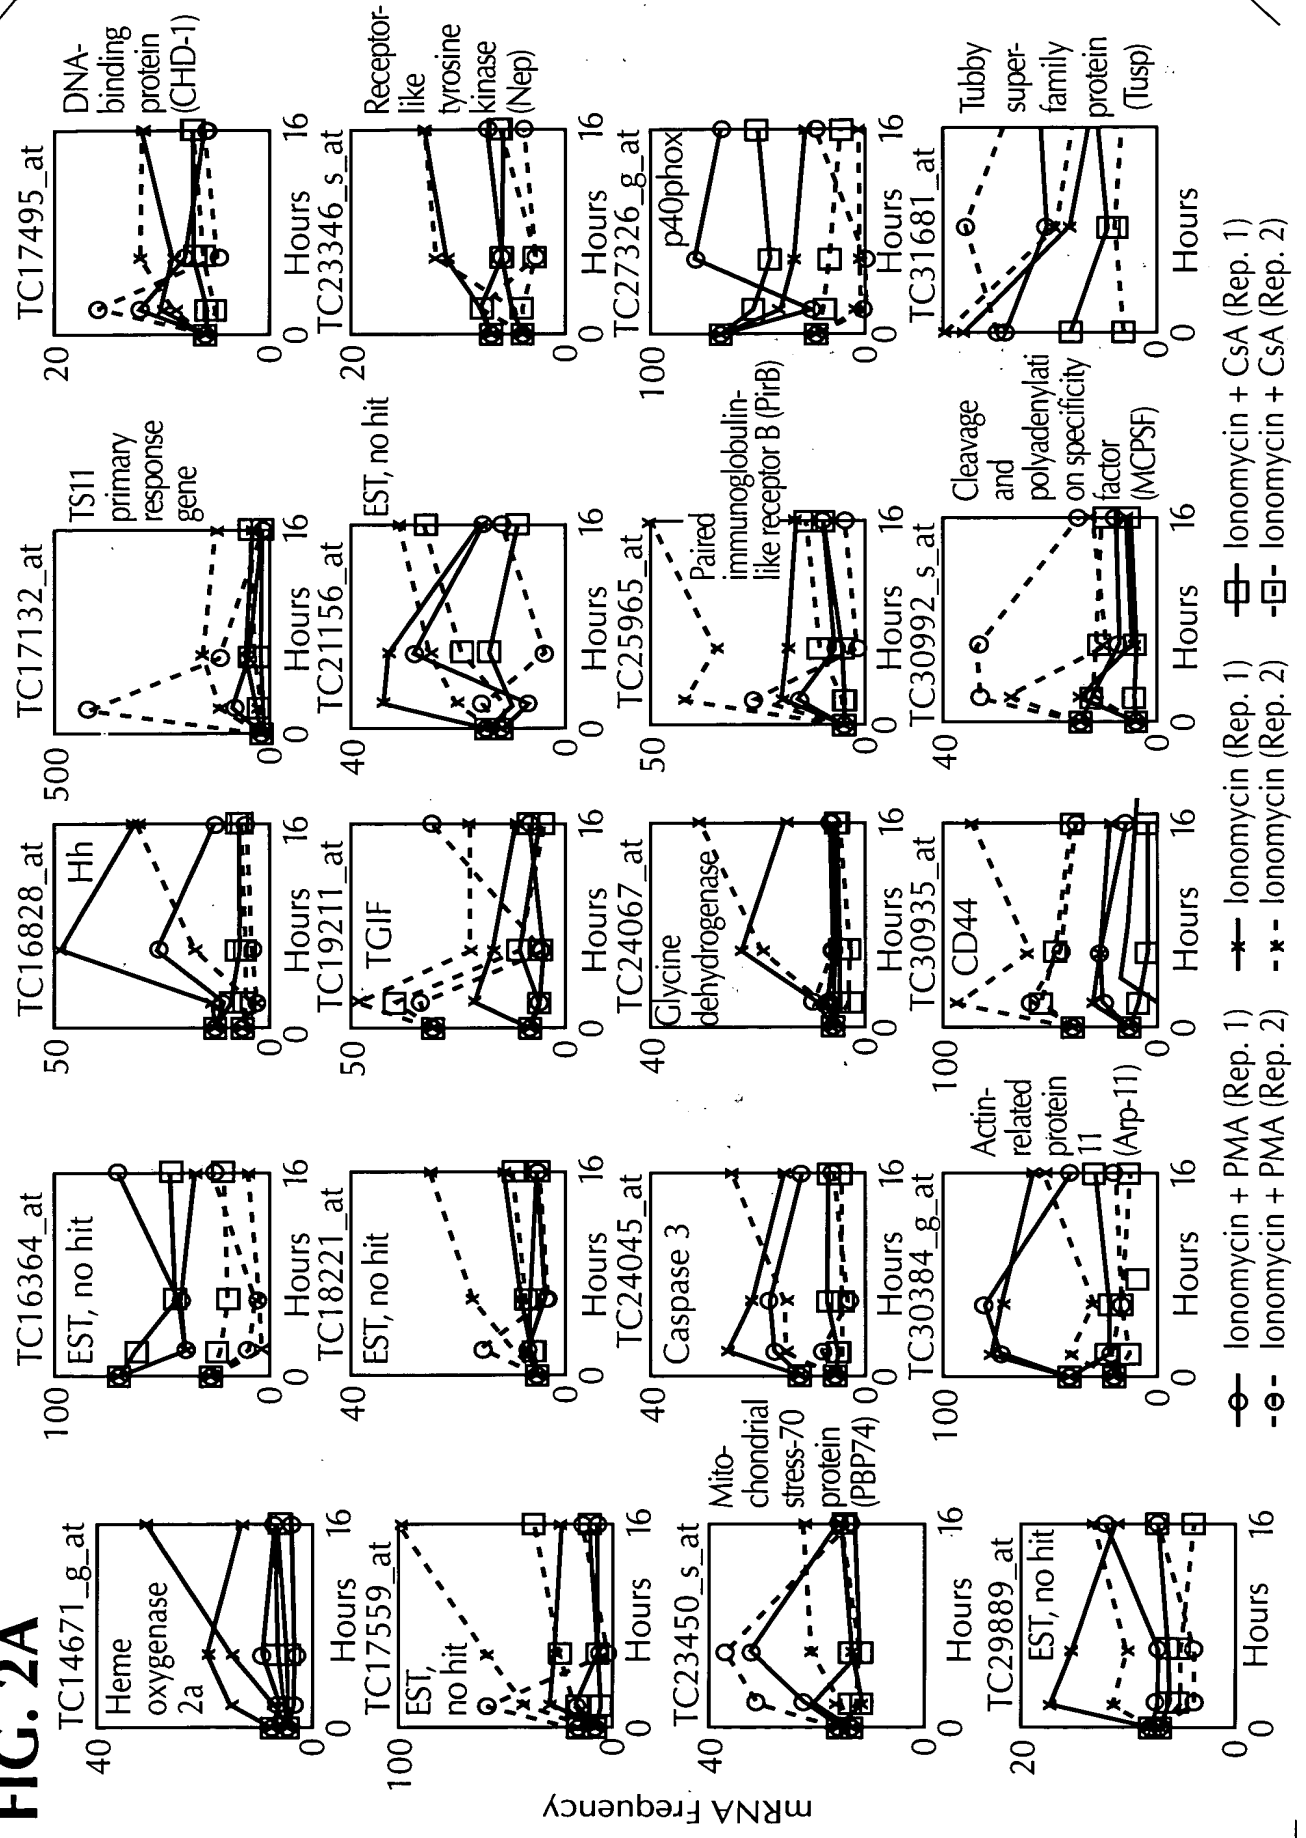 FIG. 2A
mRNA Frequency
TC14671_g_at
40
Heme
oxygenase
2a
0
0
Hours
16
TC16364_at
100
EST, no hit
0
0
Hours
16
TC16828_at
50
Hh
0
0
Hours
16
TC17132_at
500
TS11
primary
response
gene
0
0
Hours
16
TC17495_at
20
DNA-
binding
protein
(CHD-1)
0
0
Hours
16
TC17559_at
100
EST,
no hit
0
0
Hours
16
TC18221_at
40
EST, no hit
0
0
Hours
16
TC19211_at
50
TGIF
0
0
Hours
16
TC21156_at
40
EST, no hit
0
0
Hours
16
TC23346_s_at
20
Receptor-
like
tyrosine
kinase
(Nep)
0
0
Hours
16
TC23450_s_at
40
Mito-
chondrial
stress-70
protein
(PBP74)
0
0
Hours
16
TC24045_at
40
Caspase 3
0
0
Hours
16
TC24067_at
40
Glycine
dehydrogenase
0
0
Hours
16
TC25965_at
50
Paired
immunoglobulin-
like receptor B (PirB)
0
0
Hours
16
TC27326_g_at
100
p40phox
0
0
Hours
16
TC29889_at
20
EST, no hit
0
0
Hours
16
TC30384_g_at
100
Actin-
related
protein
11
(Arp-11)
0
0
Hours
16
TC30935_at
100
CD44
0
0
Hours
16
TC30992_s_at
40
Cleavage
and
polyadenylati
on specificity
factor
(MCPSF)
0
0
Hours
16
TC31681_at
Tubby
super-
family
protein
(Tusp)
0
0
Hours
Ionomycin + PMA (Rep. 1)
Ionomycin (Rep. 1)
Ionomycin + CsA (Rep. 1)
Ionomycin + PMA (Rep. 2)
Ionomycin (Rep. 2)
Ionomycin + CsA (Rep. 2)